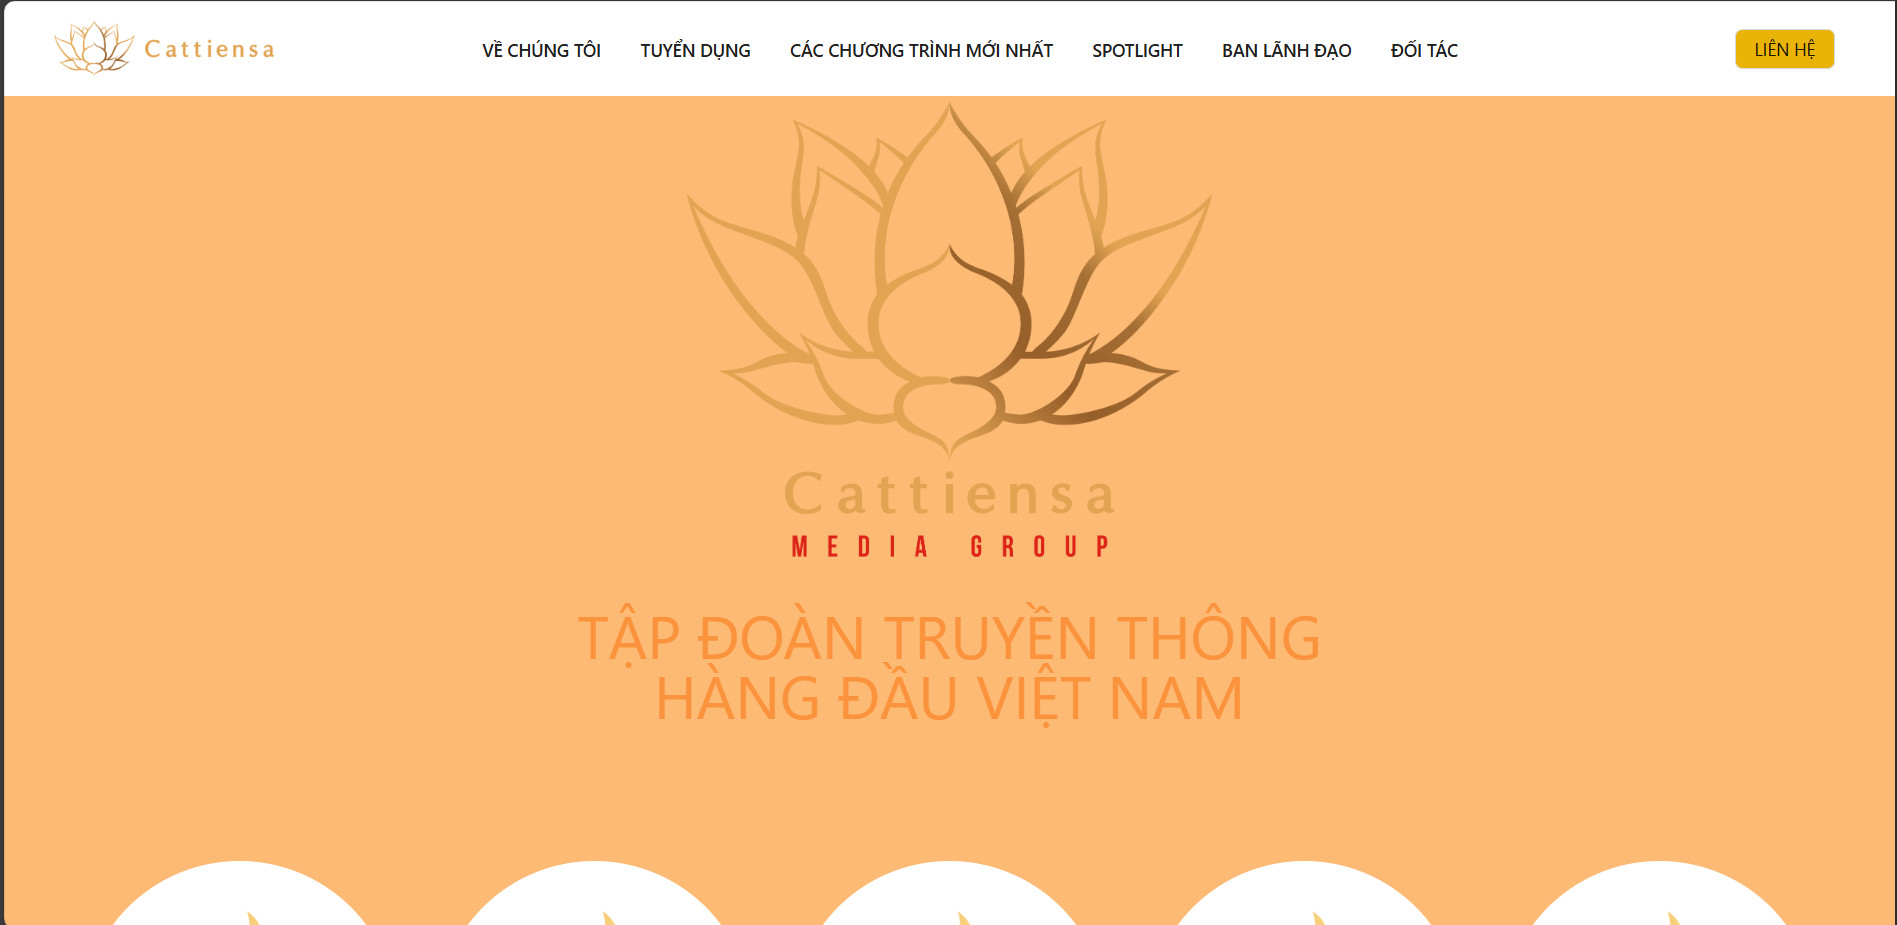 Cattiensa
VỀ CHÚNG TÔI
TUYỂN DỤNG
CÁC CHƯƠNG TRÌNH MỚI NHẤT
SPOTLIGHT
BAN LÃNH ĐẠO
ĐỐI TÁC
LIÊN HỆ
Cattiensa
MEDIA GROUP
TẬP ĐOÀN TRUYỀN THÔNG
HÀNG ĐẦU VIỆT NAM